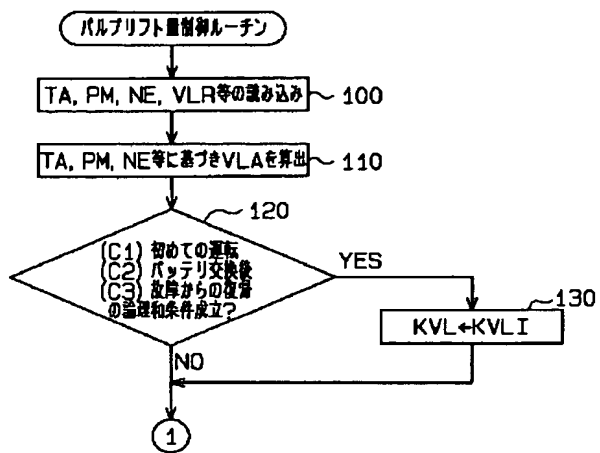 バルブリフト量制御ルーチン
TA, PM, NE, VLR等の読み込み
100
TA, PM, NE等に基づきVLAを算出
110
120
(C1) 初めての運転
(C2) バッテリ交換後
(C3) 故障からの復帰
の論理和条件成立?
YES
130
KVL←KVLI
NO
1